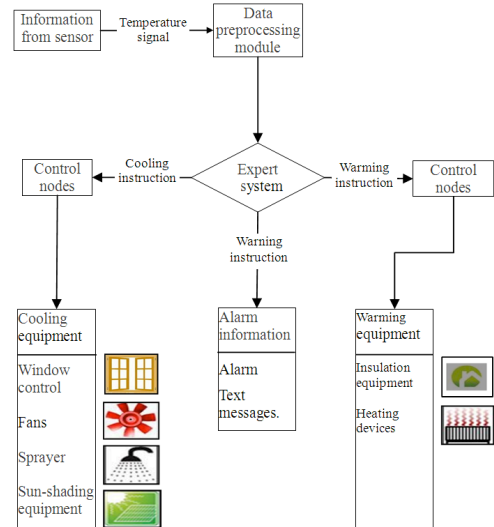 Information
from sensor
Temperature
signal
Data
preprocessing
module
Control
nodes
Cooling
instruction
Expert
system
Warming
instruction
Control
nodes
Warning
instruction
Cooling
equipment
Window
control
Fans
Sprayer
Sun-shading
equipment
Alarm
information
Alarm
Text
messages.
Warming
equipment
Insulation
equipment
Heating
devices